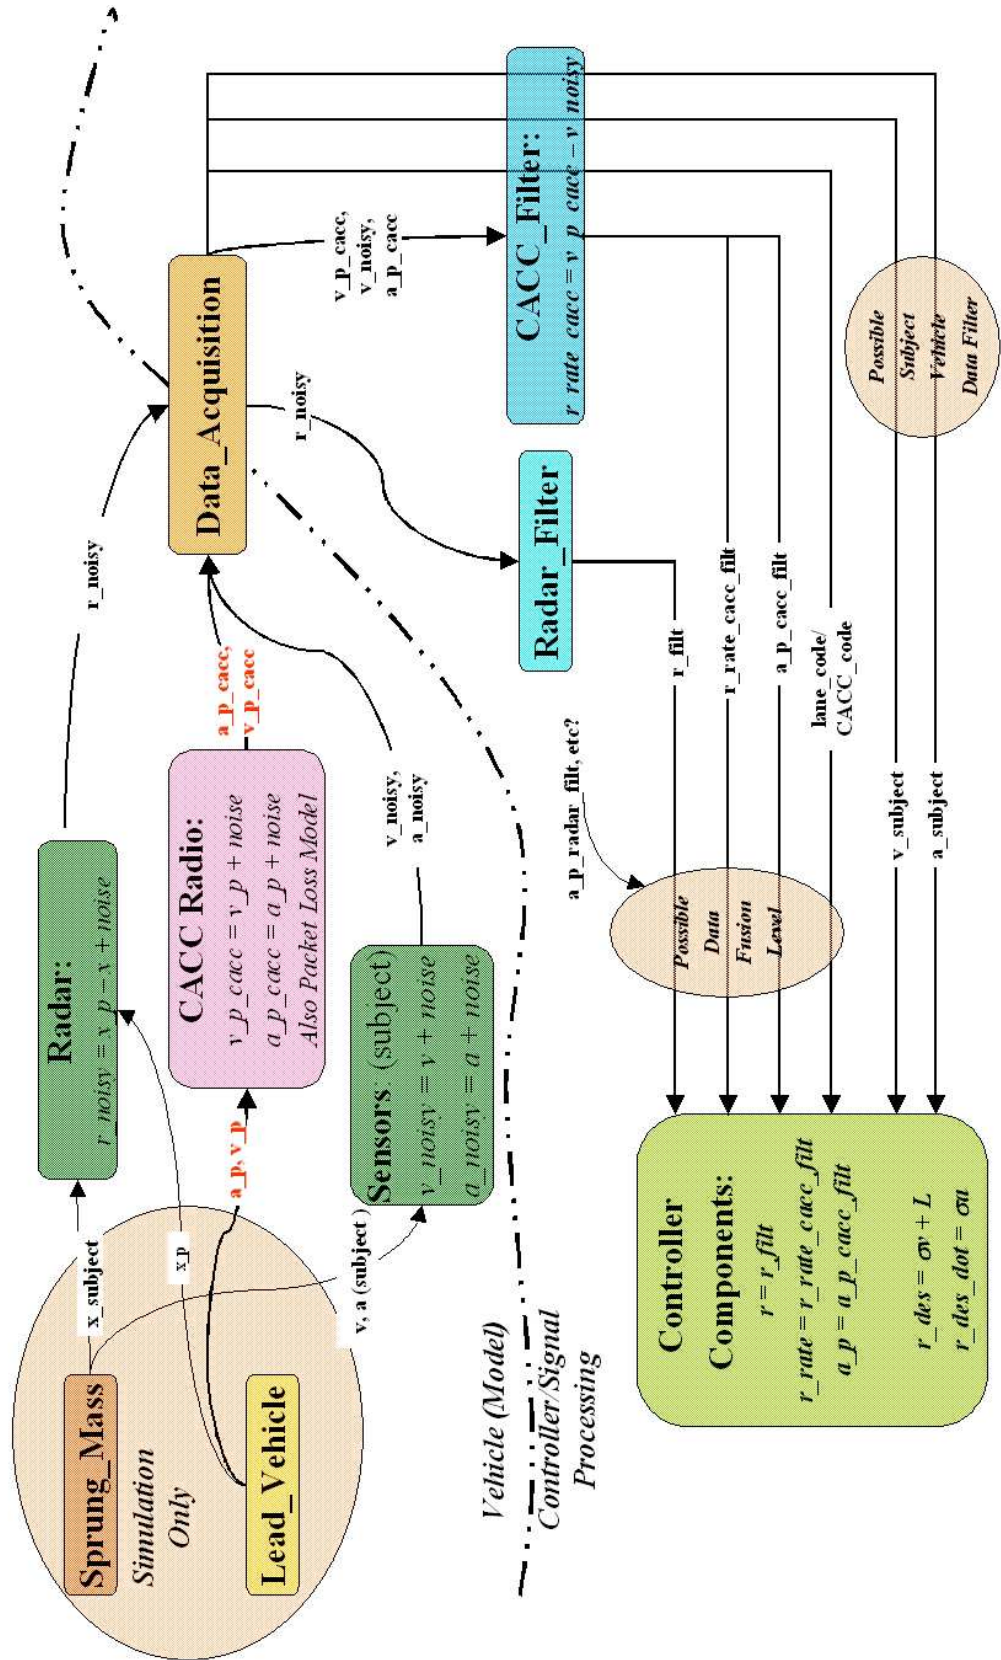 Sprung_Mass
Simulation
Only
Lead_Vehicle
x_subject
x_p
a_p, v_p
v, a (subject )
Radar:
r_noisy = x_p – x + noise
CACC Radio:
v_p_cacc = v_p + noise
a_p_cacc = a_p + noise
Also Packet Loss Model
Sensors: (subject)
v_noisy = v + noise
a_noisy = a + noise
r_noisy
a_p_cacc,
v_p_cacc
v_noisy,
a_noisy
Data_Acquisition
r_noisy
v_p_cacc,
v_noisy,
a_p_cacc
Vehicle (Model)
Controller/Signal
Processing
Radar_Filter
CACC_Filter:
r_rate_cacc = v_p_cacc – v_noisy
a_p_radar_filt, etc?
Possible
Data
Fusion
Level
r_filt
r_rate_cacc_filt
a_p_cacc_filt
lane_code/
CACC_code
v_subject
a_subject
Possible
Subject
Vehicle
Data Filter
Controller
Components:
r = r_filt
r_rate = r_rate_cacc_filt
a_p = a_p_cacc_filt
r_des = σv + L
r_des_dot = σa